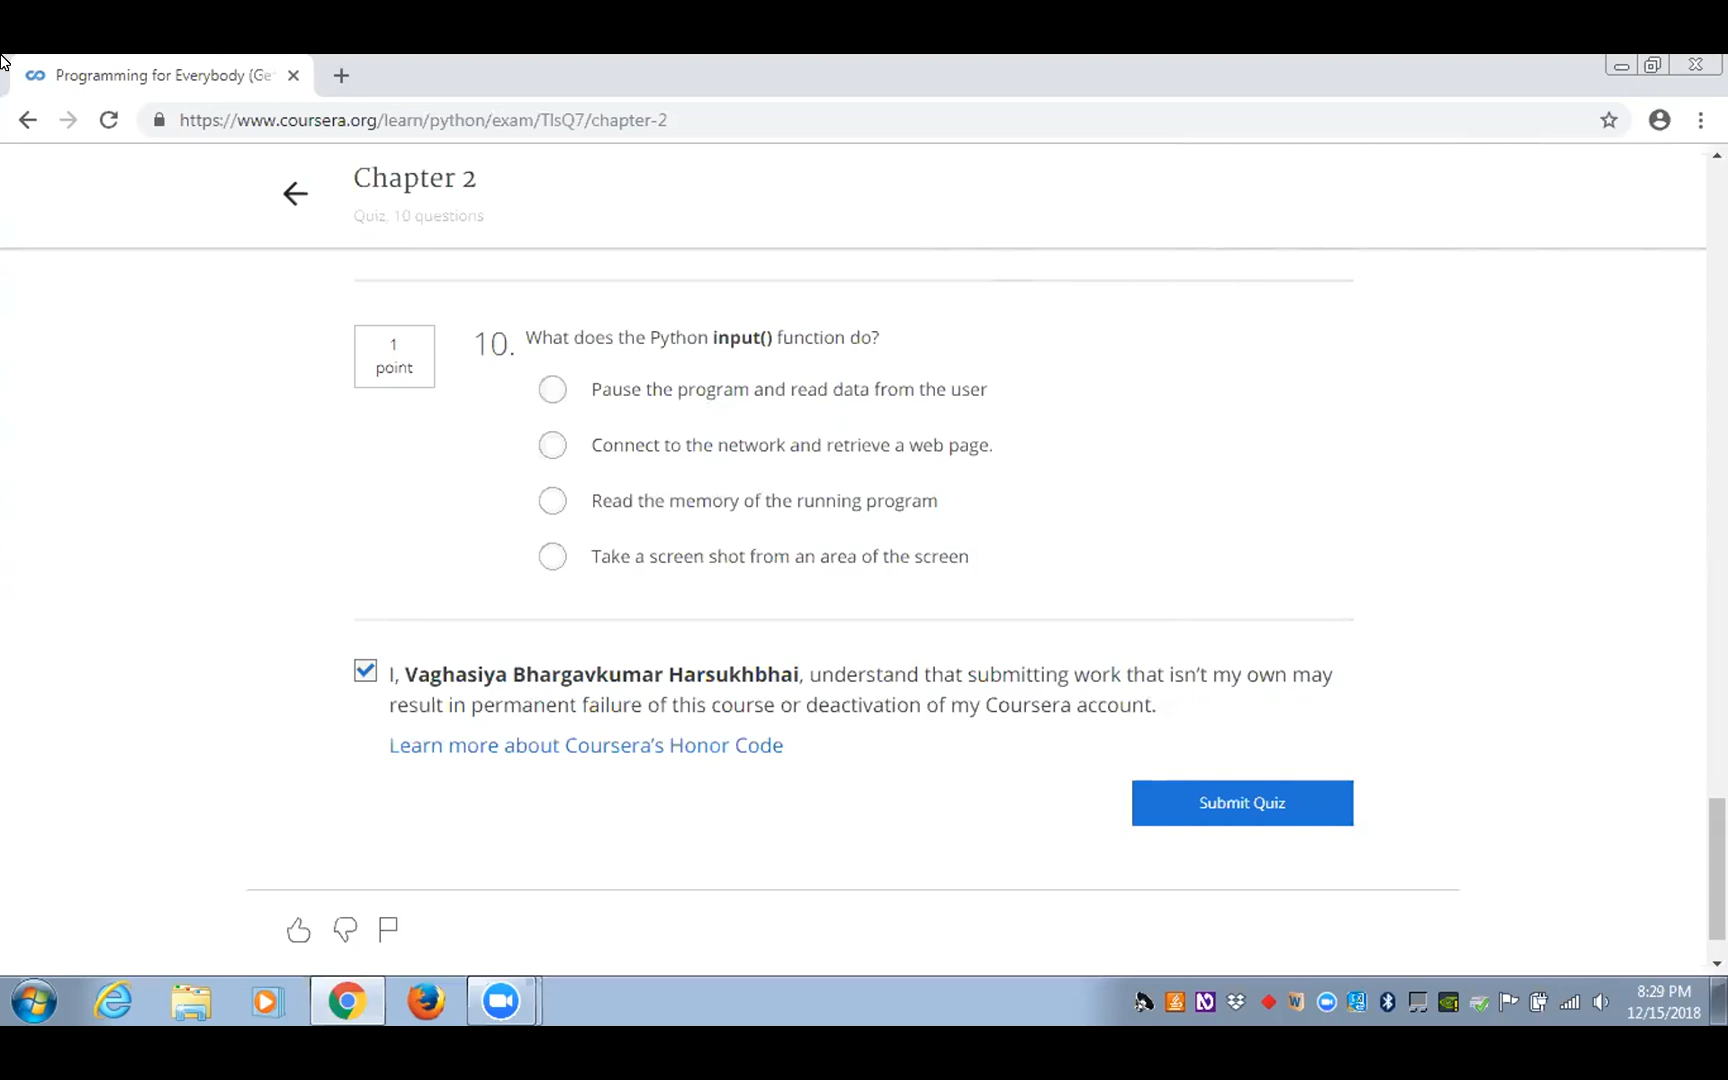 Programming for Everybody (Ge
https://www.coursera.org/learn/python/exam/TlsQ7/chapter-2
Chapter 2
Quiz, 10 questions
1
point
10. What does the Python input() function do?
Pause the program and read data from the user
Connect to the network and retrieve a web page.
Read the memory of the running program
Take a screen shot from an area of the screen
I, Vaghasiya Bhargavkumar Harsukhbhai, understand that submitting work that isn't my own may
result in permanent failure of this course or deactivation of my Coursera account.
Learn more about Coursera's Honor Code
Submit Quiz
8:29 PM
12/15/2018